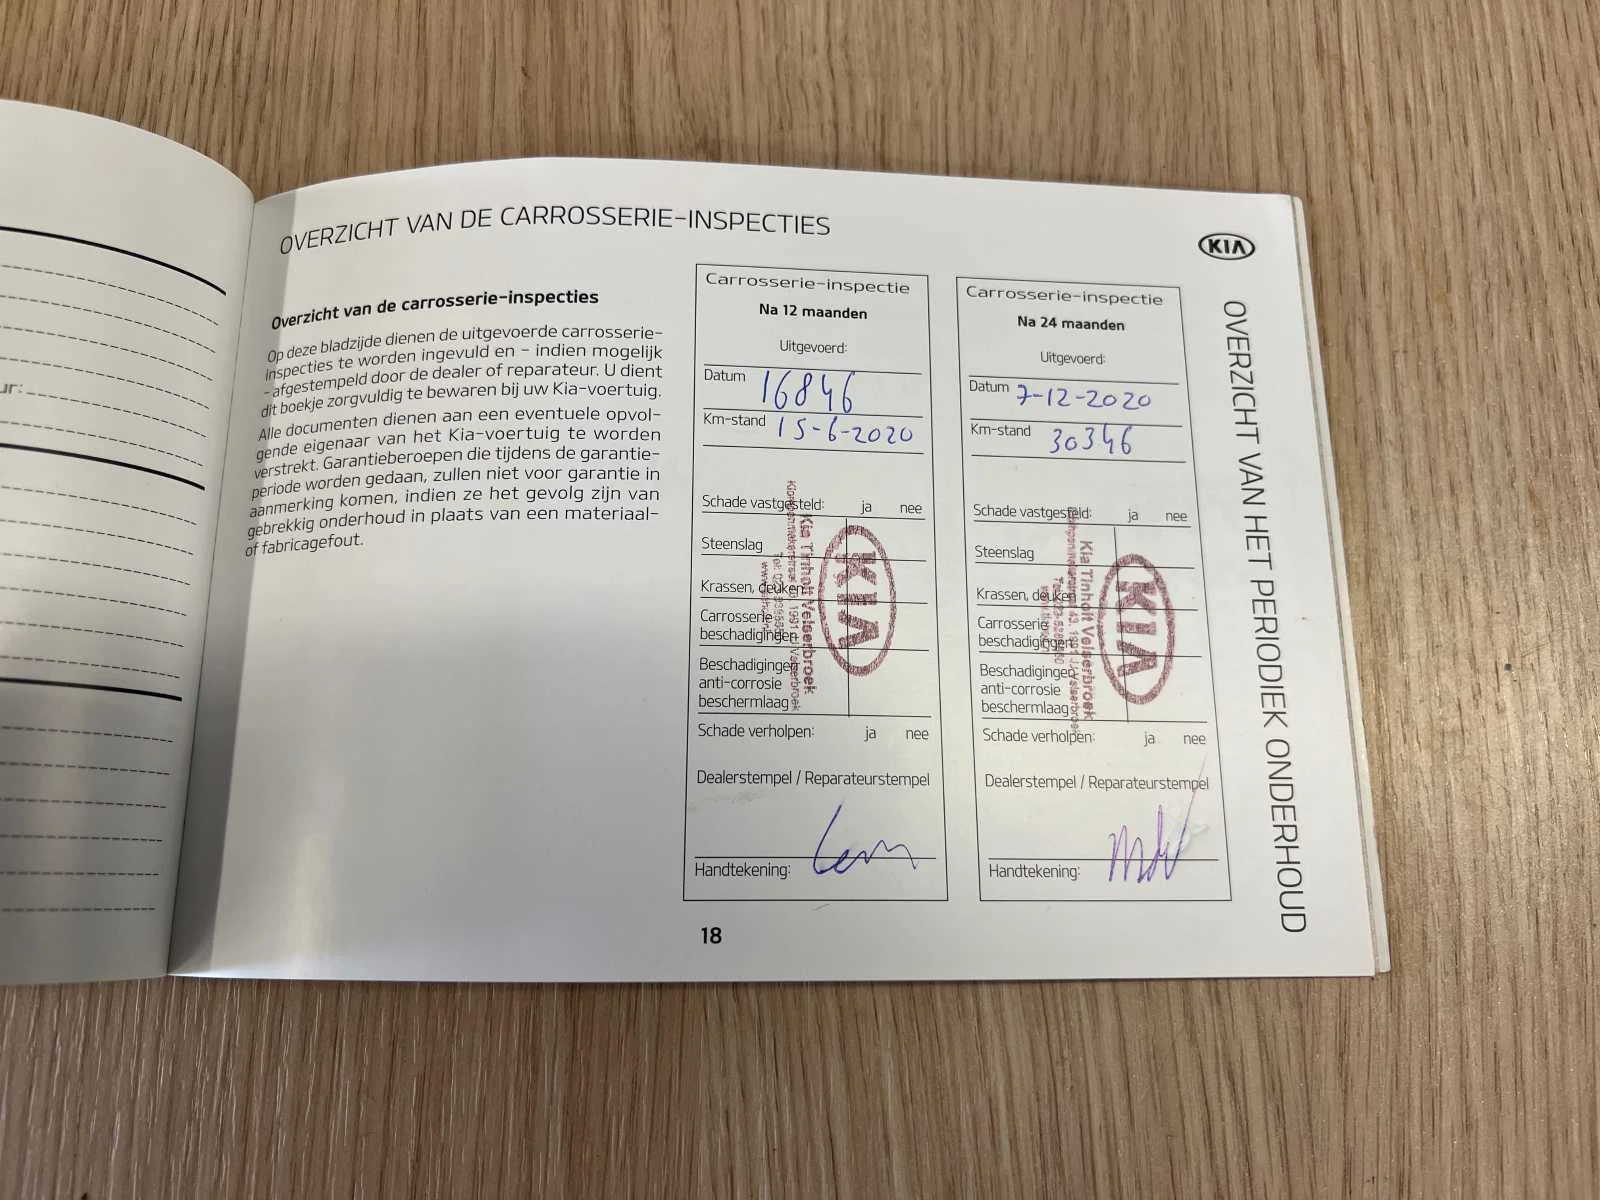 ur:
OVERZICHT VAN DE CARROSSERIE-INSPECTIES
KIA
Overzicht van de carrosserie-inspecties
Op deze bladzijde dienen de uitgevoerde carrosserie-
inspecties te worden ingevuld en - indien mogelijk
- afgestempeld door de dealer of reparateur. U dient
dit boekje zorgvuldig te bewaren bij uw Kia-voertuig.
Alle documenten dienen aan een eventuele opvol-
gende eigenaar van het Kia-voertuig te worden
verstrekt. Garantieberoepen die tijdens de garantie-
periode worden gedaan, zullen niet voor garantie in
aanmerking komen, indien ze het gevolg zijn van
gebrekkig onderhoud in plaats van een materiaal-
of fabricagefout.
Carrosserie-inspectie
Na 12 maanden
Uitgevoerd:
Datum 16846
Km-stand 15-6-2020
Schade vastgesteld: ja nee
Steenslag
Krassen, deuken
Carrosserie
beschadigingen
Beschadigingen
anti-corrosie
beschermlaag
Schade verholpen: ja nee
Dealerstempel / Reparateurstempel
Handtekening:
KIA
Kia Tinholt Velserbroek
Carrosserie-inspectie
Na 24 maanden
Uitgevoerd:
Datum 7-12-2020
Km-stand 30346
Schade vastgesteld: ja nee
Steenslag
Krassen, deuken
Carrosserie
beschadigingen
Beschadigingen
anti-corrosie
beschermlaag
Schade verholpen: ja nee
Dealerstempel / Reparateurstempel
Handtekening:
KIA
Kia Tinholt Velserbroek
OVERZICHT VAN HET PERIODIEK ONDERHOUD
18